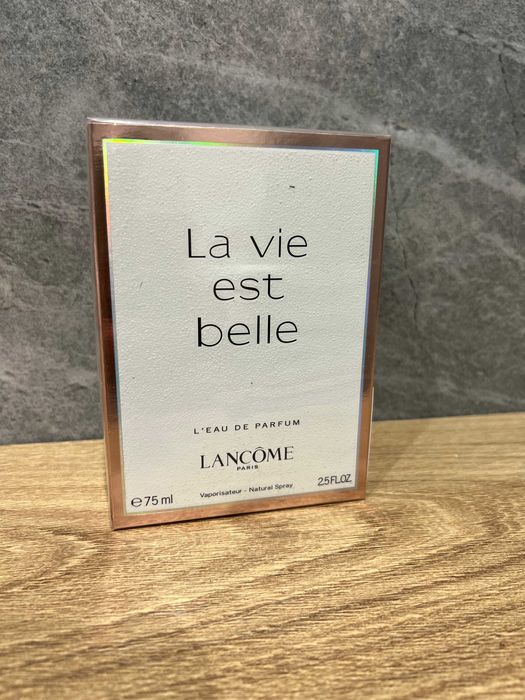 La vie
est
belle
L'EAU DE PARFUM
LANCÔME
PARIS
℮75 ml
Vaporisateur - Natural Spray
2.5 FL.OZ.